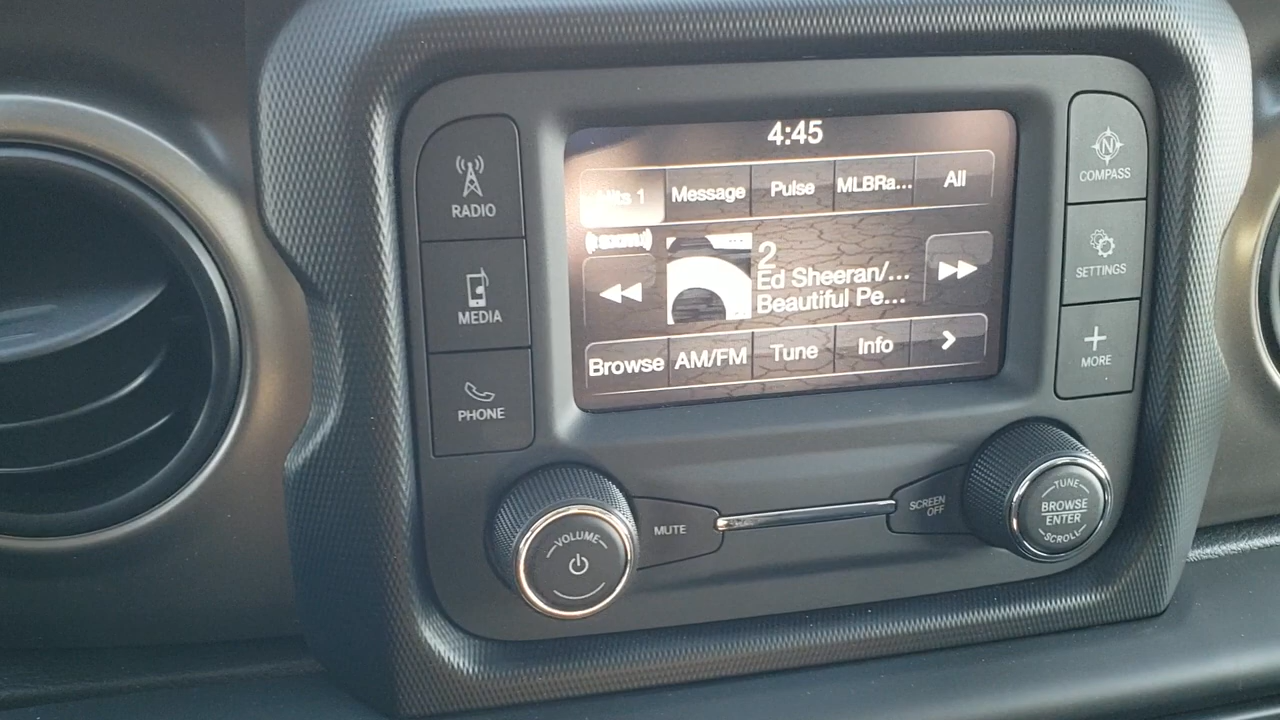 4:45
Hits 1 Message Pulse MLBRa... All
2
Ed Sheeran/...
Beautiful Pe...
Browse AM/FM Tune Info >
RADIO
MEDIA
PHONE
N
COMPASS
SETTINGS
+
MORE
VOLUME
MUTE
SCREEN
OFF
TUNE
BROWSE
ENTER
SCROLL